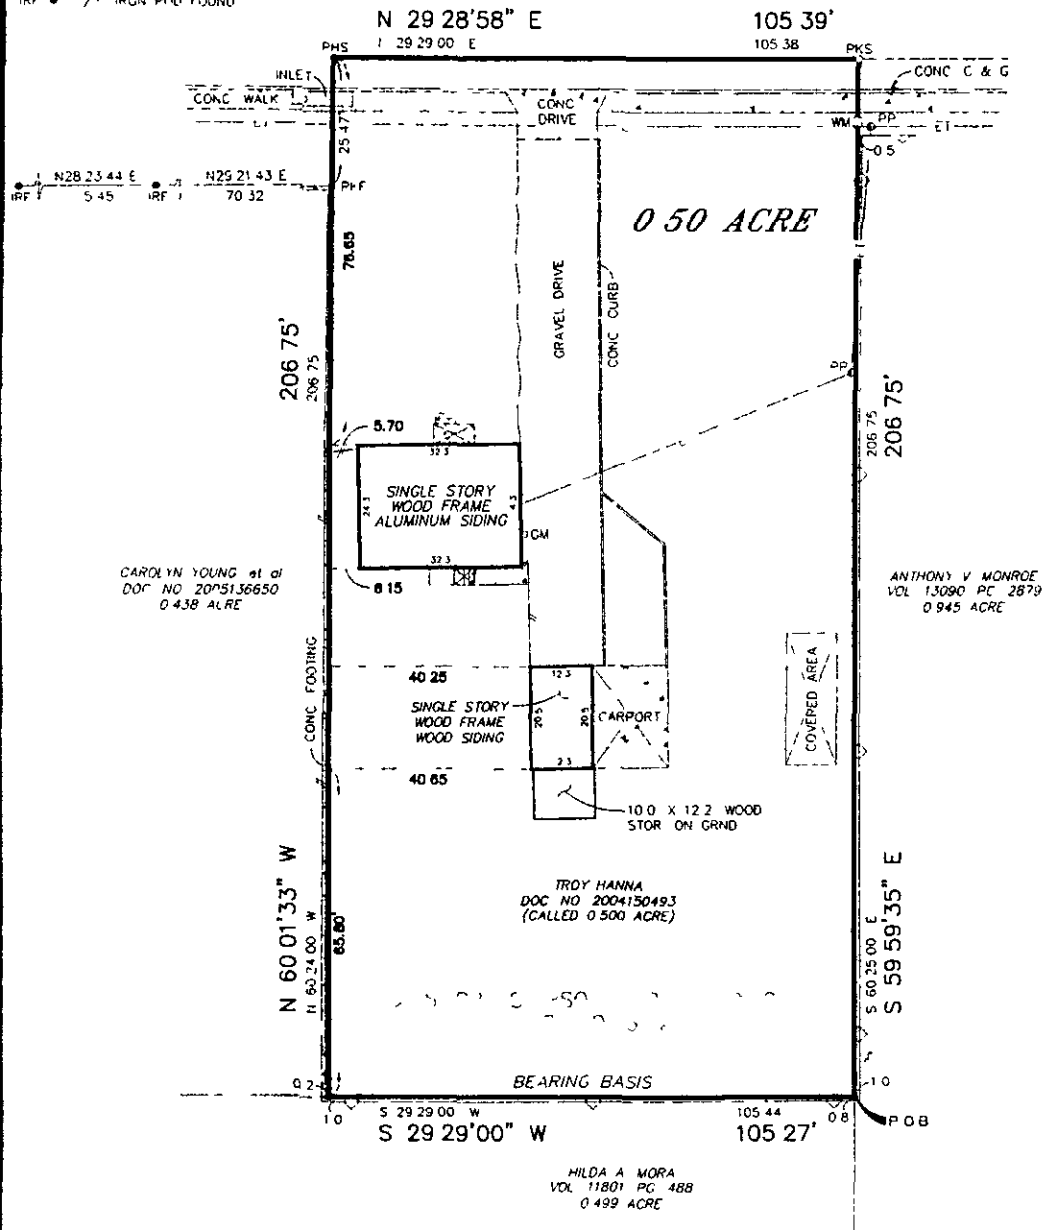 IRON ROD FOUND
N 29 28'58" E 105 39'
29 29 00 E 105 38
PHS
PKS
INLET
CONC C & G
CONC WALK
CONC
DRIVE
WM
PP
ET
0.5
25.47
N28 23 44 E
5 45
N29 21 43 E
70 32
IRF
IRF
0 50 ACRE
76.65
GRAVEL DRIVE
CONC CURB
206 75'
206 75
PP
206 75
206 75'
5.70
32 3
SINGLE STORY
WOOD FRAME
ALUMINUM SIDING
24 3
4 3
GM
32 3
6 15
CAROLYN YOUNG et al
DOC NO 2005136650
0 438 ACRE
ANTHONY V MONROE
VOL 13090 PG 2879
0 945 ACRE
CONC FOOTING
40 25
12 3
SINGLE STORY
WOOD FRAME
WOOD SIDING
20 5
20 5
CARPORT
COVERED AREA
2 3
40 65
10 0 X 12 2 WOOD
STOR ON GRND
TROY HANNA
DOC NO 2004150493
(CALLED 0 500 ACRE)
N 60 01'33" W
N 60 24 00 W
65.80'
S 60 25 00 E
S 59 59'35" E
0 2
BEARING BASIS
1 0
1 0
S 29 29 00 W 105 44
0 8
P O B
S 29 29'00" W 105 27'
HILDA A MORA
VOL 11801 PG 488
0 499 ACRE